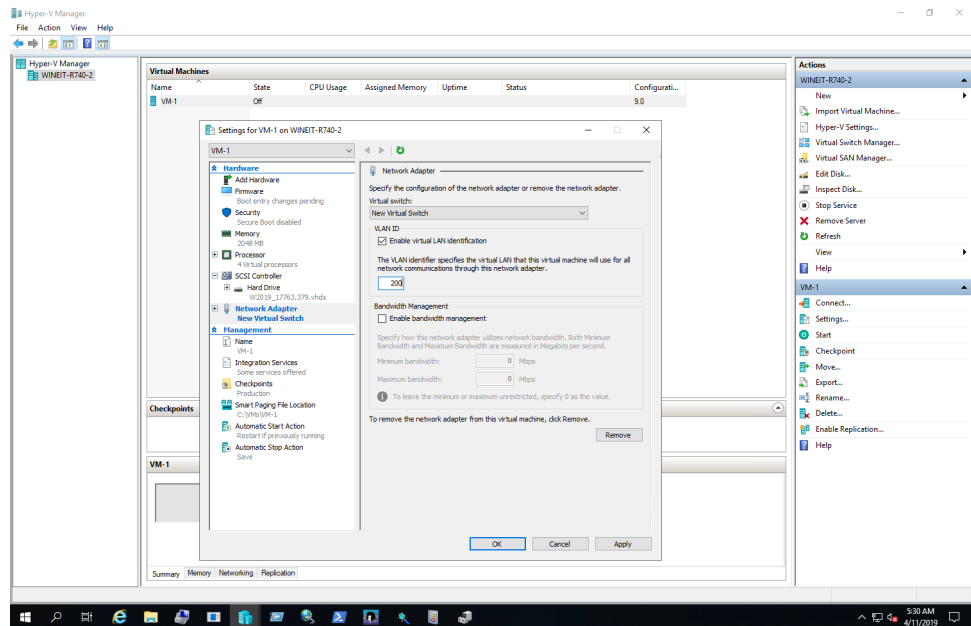 Hyper-V Manager
File Action View Help
Hyper-V Manager
WINEIT-R740-2
Virtual Machines
Name State CPU Usage Assigned Memory Uptime Status Configurati...
VM-1 Off 9.0
Settings for VM-1 on WINEIT-R740-2
VM-1
Hardware
Add Hardware
Firmware
Boot entry changes pending
Security
Secure Boot disabled
Memory
2048 MB
Processor
4 Virtual processors
SCSI Controller
Hard Drive
W2019_17763.379.vhdx
Network Adapter
New Virtual Switch
Management
Name
VM-1
Integration Services
Some services offered
Checkpoints
Production
Smart Paging File Location
C:\VMs\VM-1
Automatic Start Action
Restart if previously running
Automatic Stop Action
Save
Network Adapter
Specify the configuration of the network adapter or remove the network adapter.
Virtual switch:
New Virtual Switch
VLAN ID
Enable virtual LAN identification
The VLAN identifier specifies the virtual LAN that this virtual machine will use for all
network communications through this network adapter.
200
Bandwidth Management
Enable bandwidth management
Specify how this network adapter utilizes network bandwidth. Both Minimum
Bandwidth and Maximum Bandwidth are measured in Megabits per second.
Minimum bandwidth: 0 Mbps
Maximum bandwidth: 0 Mbps
To leave the minimum or maximum unrestricted, specify 0 as the value.
To remove the network adapter from this virtual machine, click Remove.
Remove
OK Cancel Apply
Checkpoints
VM-1
Summary Memory Networking Replication
Actions
WINEIT-R740-2
New
Import Virtual Machine...
Hyper-V Settings...
Virtual Switch Manager...
Virtual SAN Manager...
Edit Disk...
Inspect Disk...
Stop Service
Remove Server
Refresh
View
Help
VM-1
Connect...
Settings...
Start
Checkpoint
Move...
Export...
Rename...
Delete...
Enable Replication...
Help
5:30 AM
4/11/2019